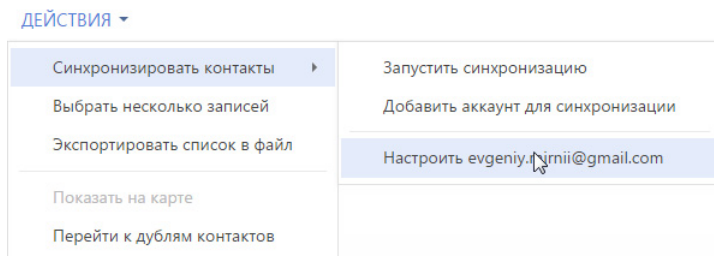 ДЕЙСТВИЯ
Синхронизировать контакты
Выбрать несколько записей
Экспортировать список в файл
Показать на карте
Перейти к дублям контактов
Запустить синхронизацию
Добавить аккаунт для синхронизации
Настроить